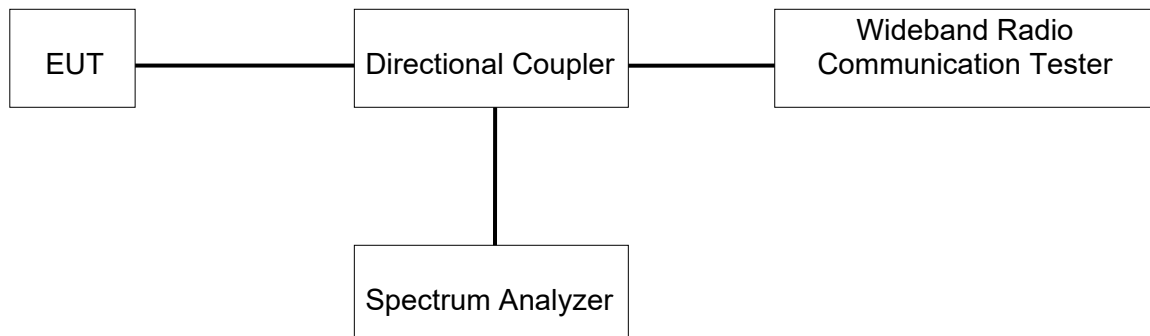 EUT
Directional Coupler
Wideband Radio
Communication Tester
Spectrum Analyzer